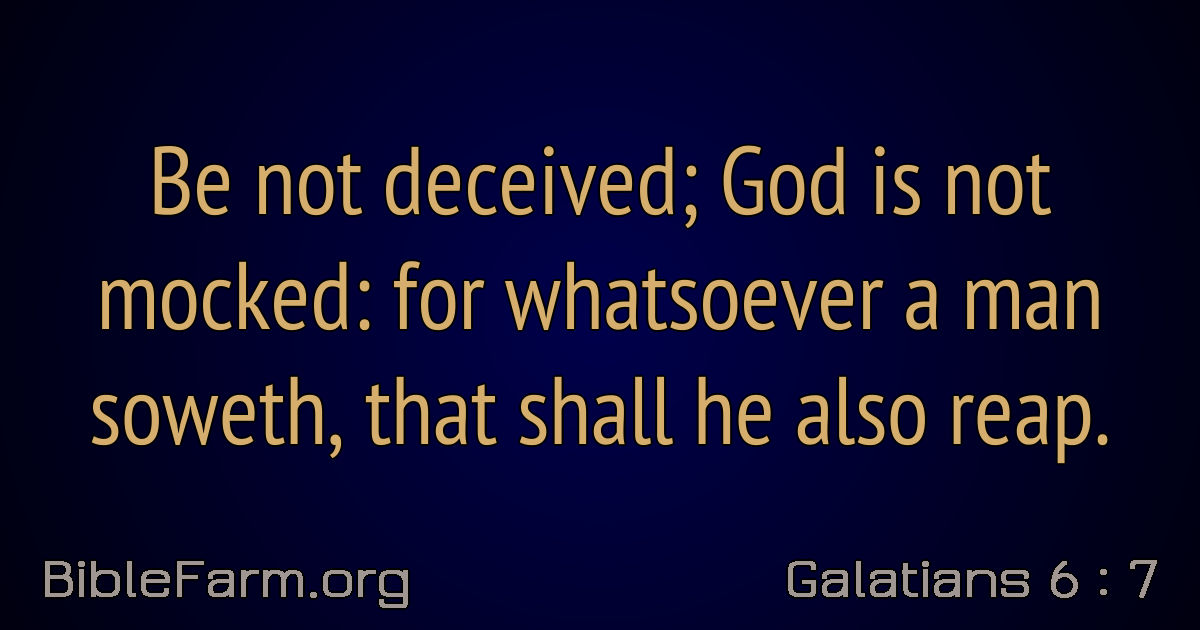 Be not deceived; God is not
mocked: for whatsoever a man
soweth, that shall he also reap.
BibleFarm.org
Galatians 6 : 7